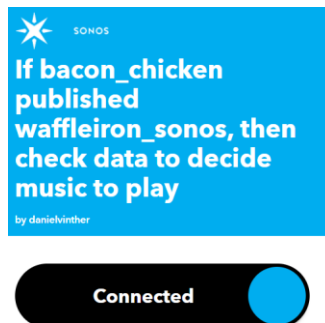 SONOS
If bacon_chicken
published
waffleiron_sonos, then
check data to decide
music to play
by danielvinther
Connected